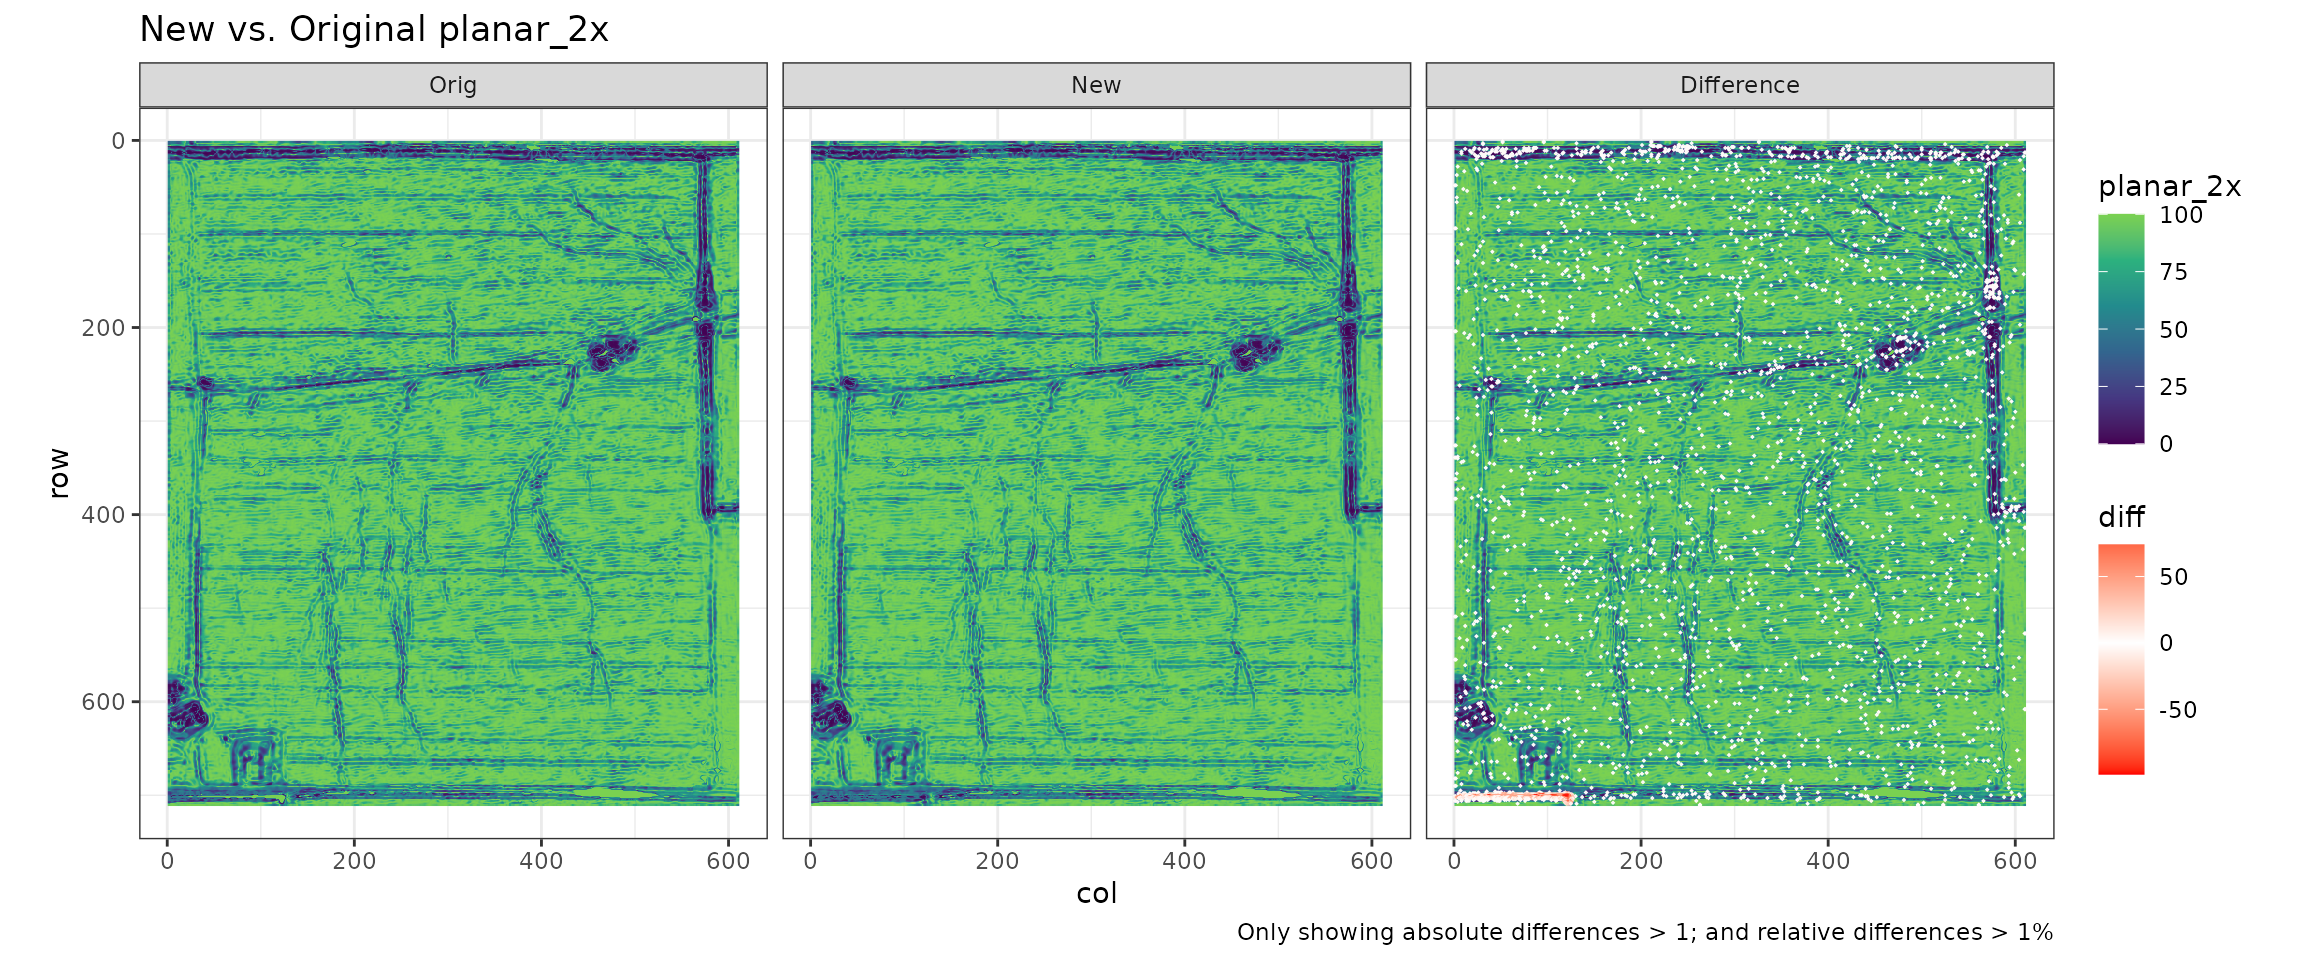 New vs. Original planar_2x
Orig
New
Difference
0
200
400
600
row
0
200
400
600
0
200
400
600
0
200
400
600
col
planar_2x
100
75
50
25
0
diff
50
0
-50
Only showing absolute differences > 1; and relative differences > 1%